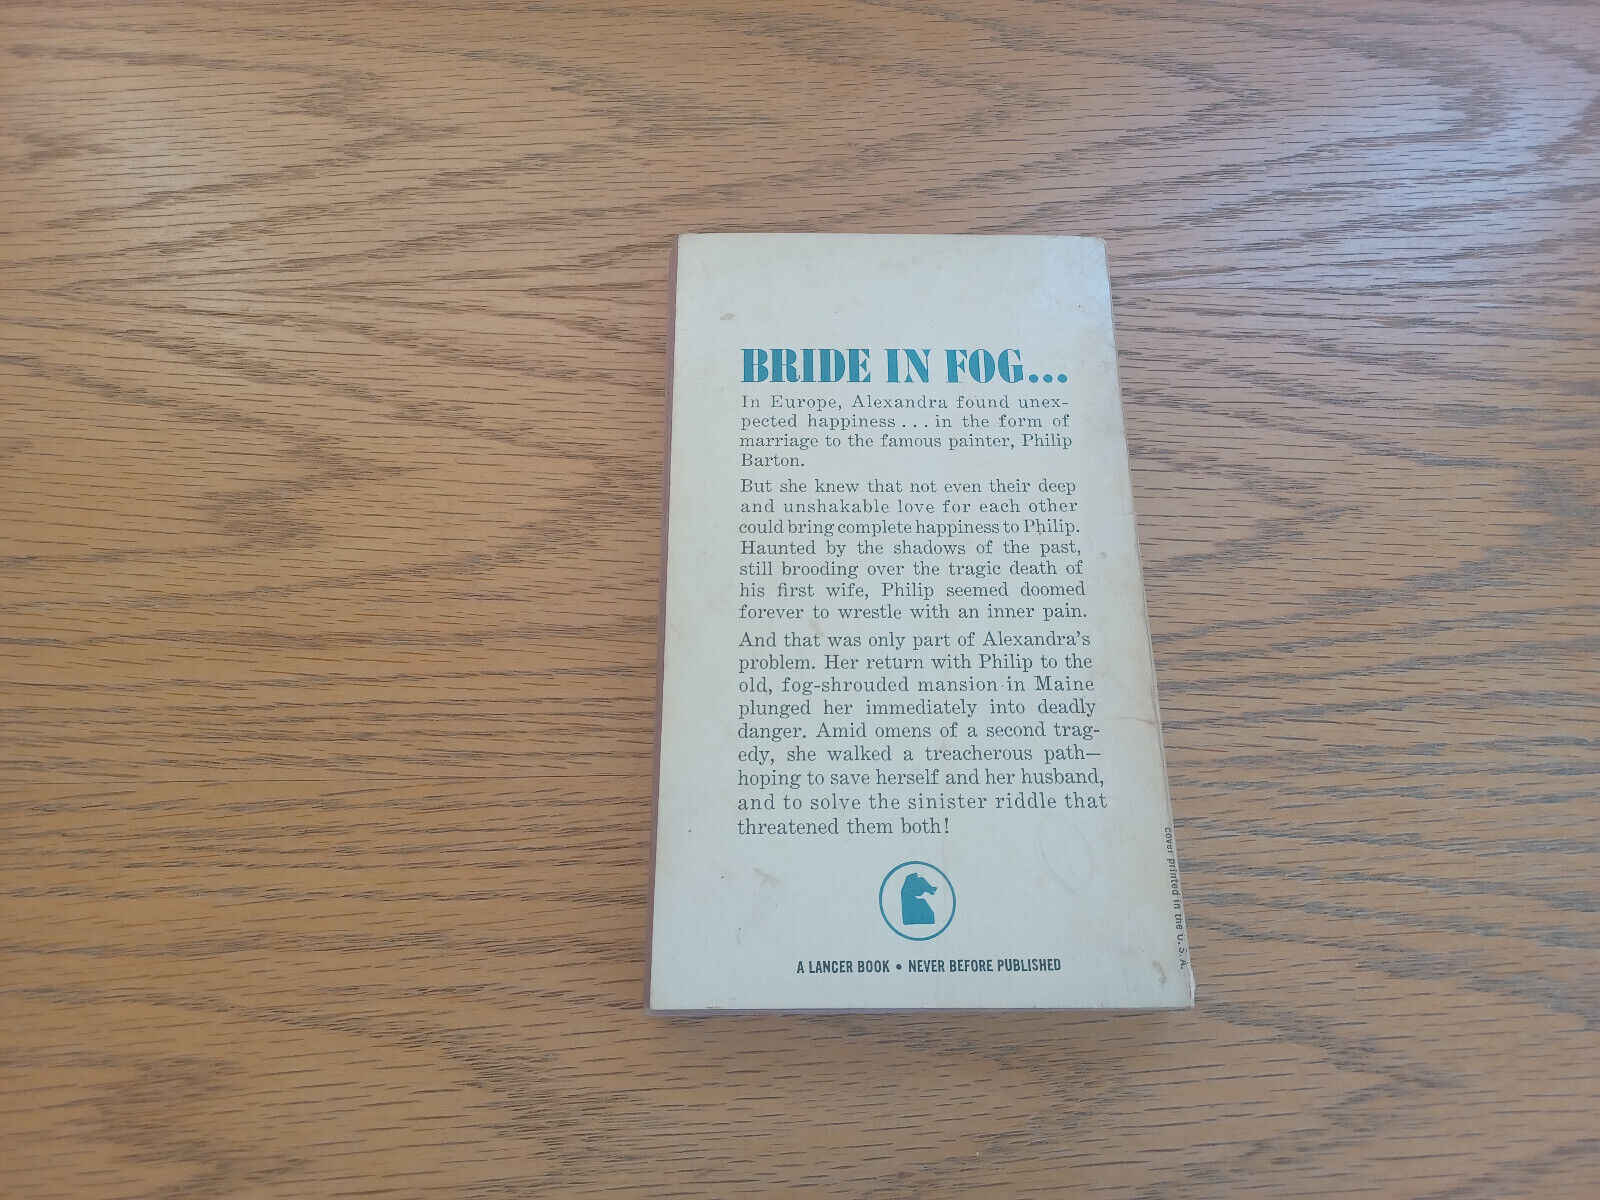 BRIDE IN FOG...
In Europe, Alexandra found unex-
pected happiness . . . in the form of
marriage to the famous painter, Philip
Barton.
But she knew that not even their deep
and unshakable love for each other
could bring complete happiness to Philip.
Haunted by the shadows of the past,
still brooding over the tragic death of
his first wife, Philip seemed doomed
forever to wrestle with an inner pain.
And that was only part of Alexandra's
problem. Her return with Philip to the
old, fog-shrouded mansion in Maine
plunged her immediately into deadly
danger. Amid omens of a second trag-
edy, she walked a treacherous path—
hoping to save herself and her husband,
and to solve the sinister riddle that
threatened them both!
A LANCER BOOK • NEVER BEFORE PUBLISHED
cover printed in the U. S. A.